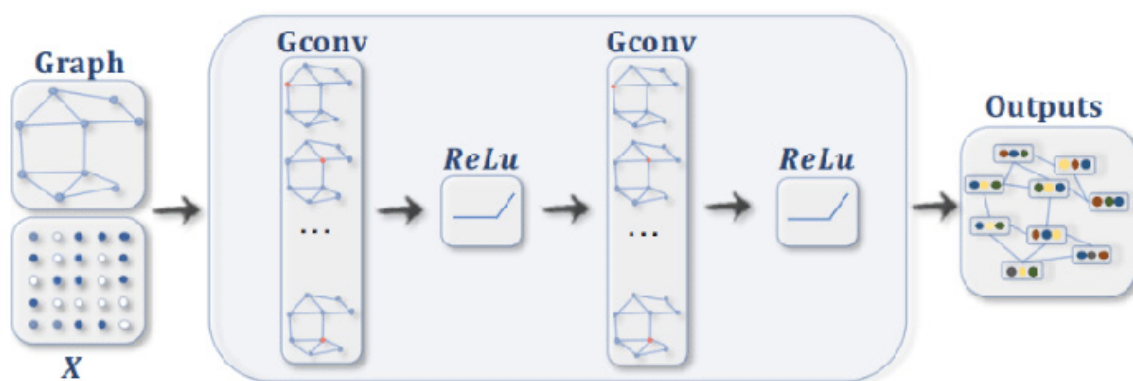 Graph
X
Gconv
...
ReLu
Gconv
...
ReLu
Outputs